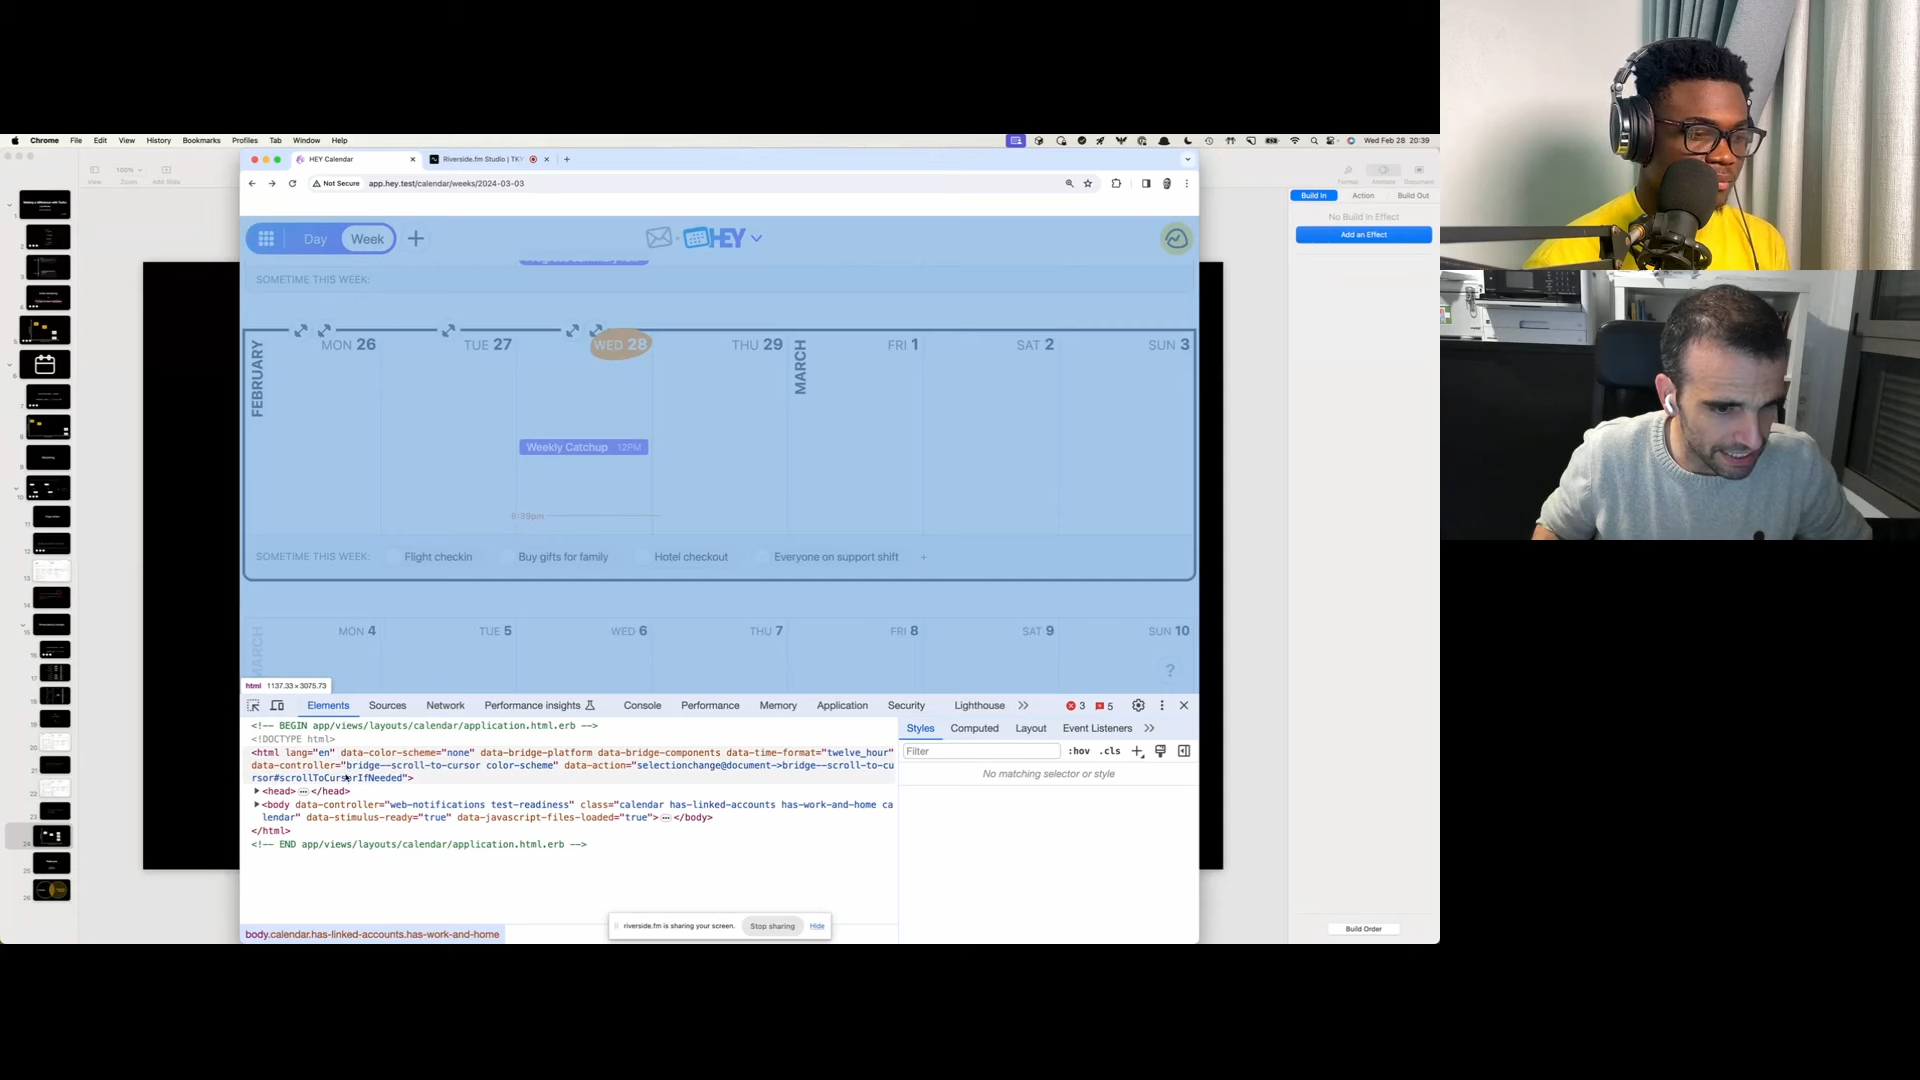 Chrome File Edit View History Bookmarks Profiles Tab Window Help
Wed Feb 28 20:39
HEY Calendar
Riverside.fm Studio | TKY
Not Secure
app.hey.test/calendar/weeks/2024-03-03
100%
View Zoom Add Slide
Format Animate Document
Build In Action Build Out
No Build In Effect
Add an Effect
Day Week + HEY
SOMETIME THIS WEEK:
FEBRUARY MON 26 TUE 27 WED 28 THU 29 MARCH FRI 1 SAT 2 SUN 3
Weekly Catchup 12PM
8:39pm
SOMETIME THIS WEEK: Flight checkin Buy gifts for family Hotel checkout Everyone on support shift +
MARCH MON 4 TUE 5 WED 6 THU 7 FRI 8 SAT 9 SUN 10
?
html 1137.33×3075.73
Elements Sources Network Performance insights Console Performance Memory Application Security Lighthouse 3 5
<!-- BEGIN app/views/layouts/calendar/application.html.erb -->
<!DOCTYPE html>
<html lang="en" data-color-scheme="none" data-bridge-platform data-bridge-components data-time-format="twelve_hour"
data-controller="bridge--scroll-to-cursor color-scheme" data-action="selectionchange@document->bridge--scroll-to-cu
rsor#scrollToCursorIfNeeded">
<head> … </head>
<body data-controller="web-notifications test-readiness" class="calendar has-linked-accounts has-work-and-home ca
lendar" data-stimulus-ready="true" data-javascript-files-loaded="true"> … </body>
</html>
<!-- END app/views/layouts/calendar/application.html.erb -->
Styles Computed Layout Event Listeners
Filter :hov .cls
No matching selector or style
riverside.fm is sharing your screen. Stop sharing Hide
body.calendar.has-linked-accounts.has-work-and-home
Build Order